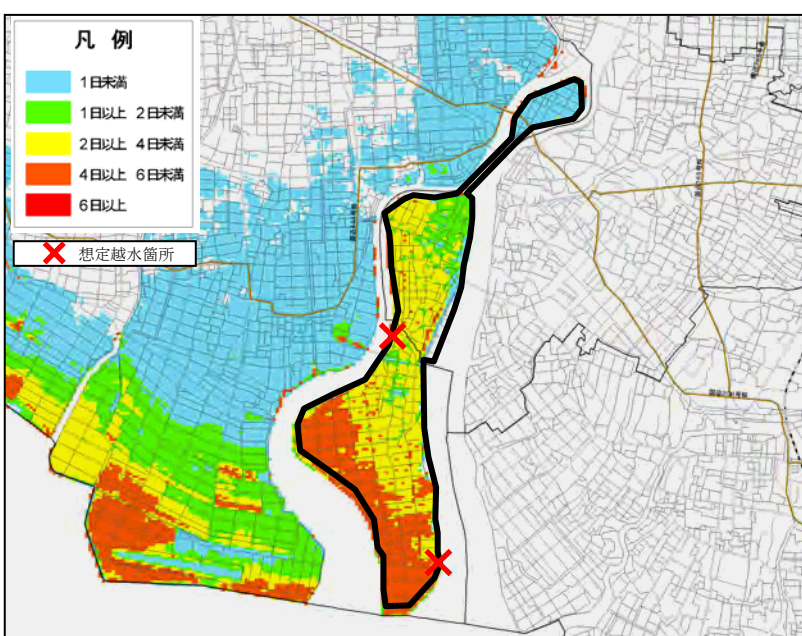 凡 例
1日未満
1日以上 2日未満
2日以上 4日未満
4日以上 6日未満
6日以上
想定越水箇所